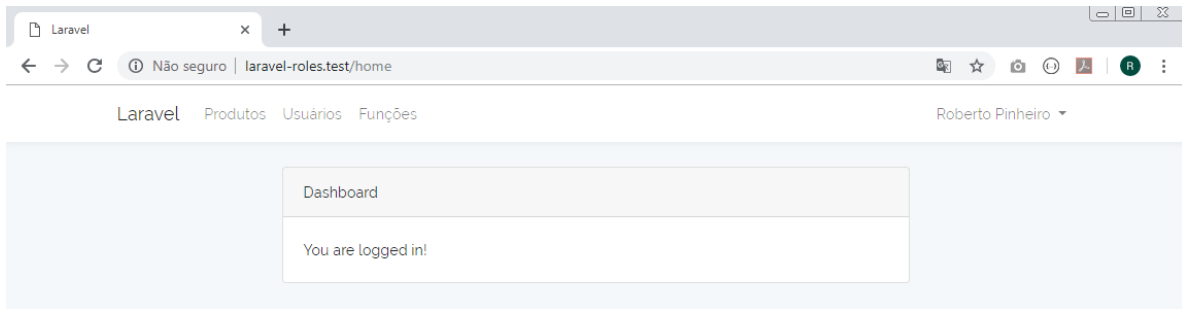 Laravel
Não seguro | laravel-roles.test/home
R
Laravel Produtos Usuários Funções Roberto Pinheiro
Dashboard
You are logged in!